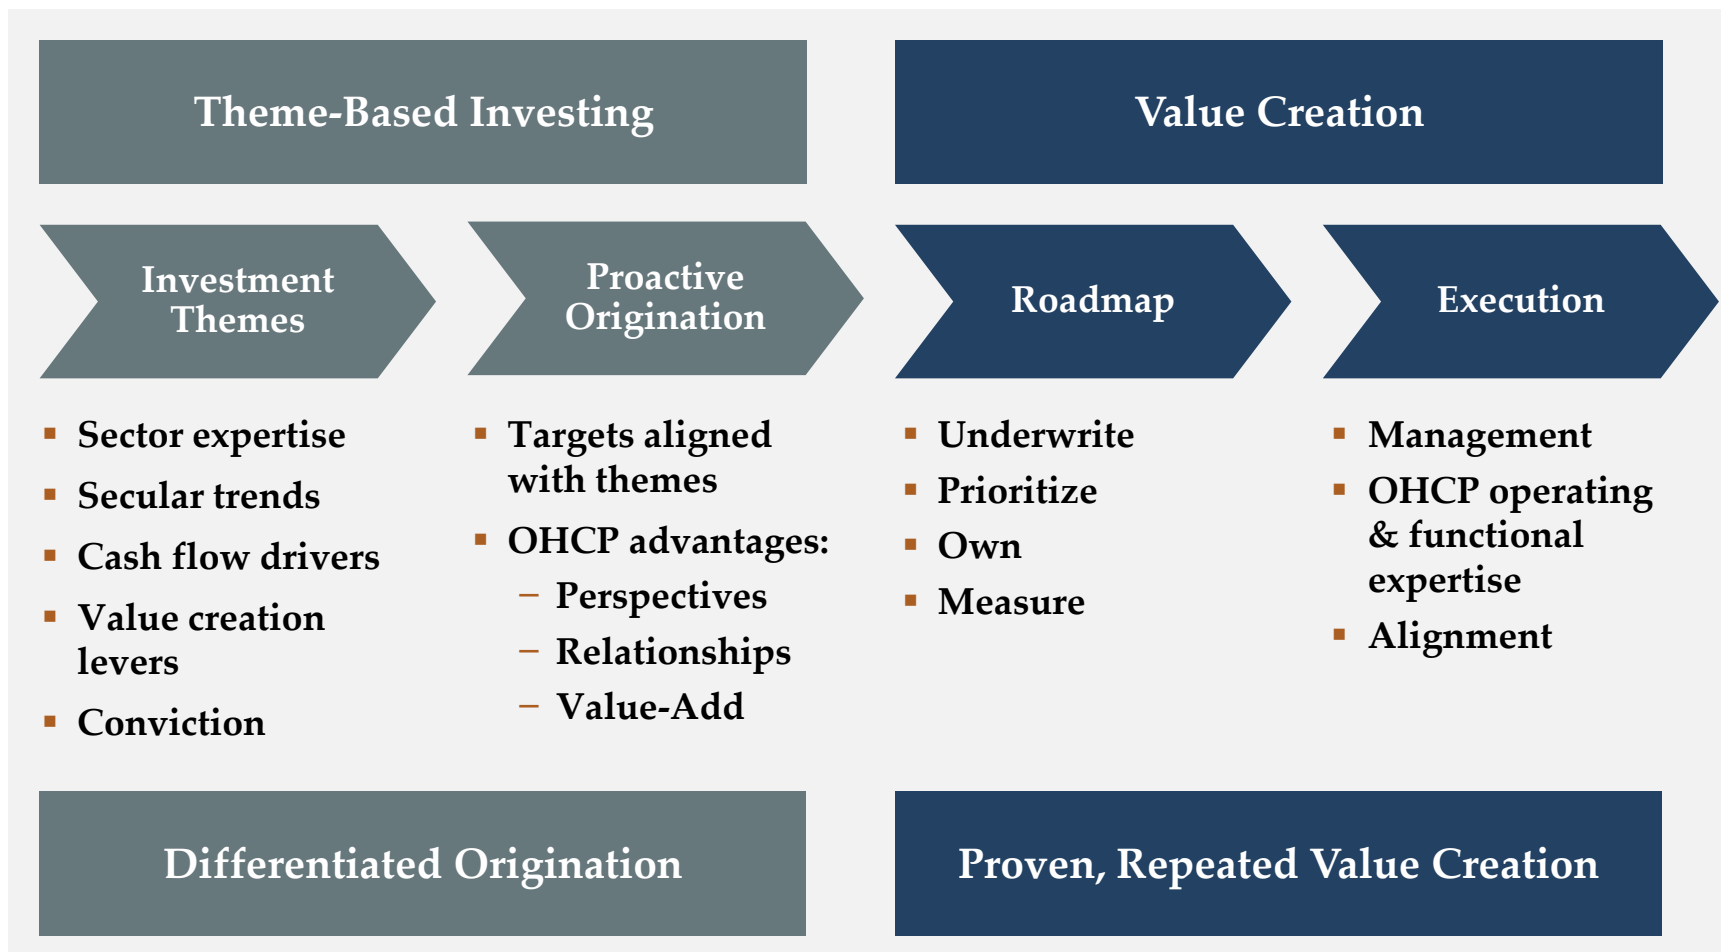 Theme-Based Investing
Value Creation
Investment
Themes
Proactive
Origination
Roadmap
Execution
Sector expertise
Secular trends
Cash flow drivers
Value creation
levers
Conviction
Targets aligned
with themes
OHCP advantages:
– Perspectives
– Relationships
– Value-Add
Underwrite
Prioritize
Own
Measure
Management
OHCP operating
& functional
expertise
Alignment
Differentiated Origination
Proven, Repeated Value Creation